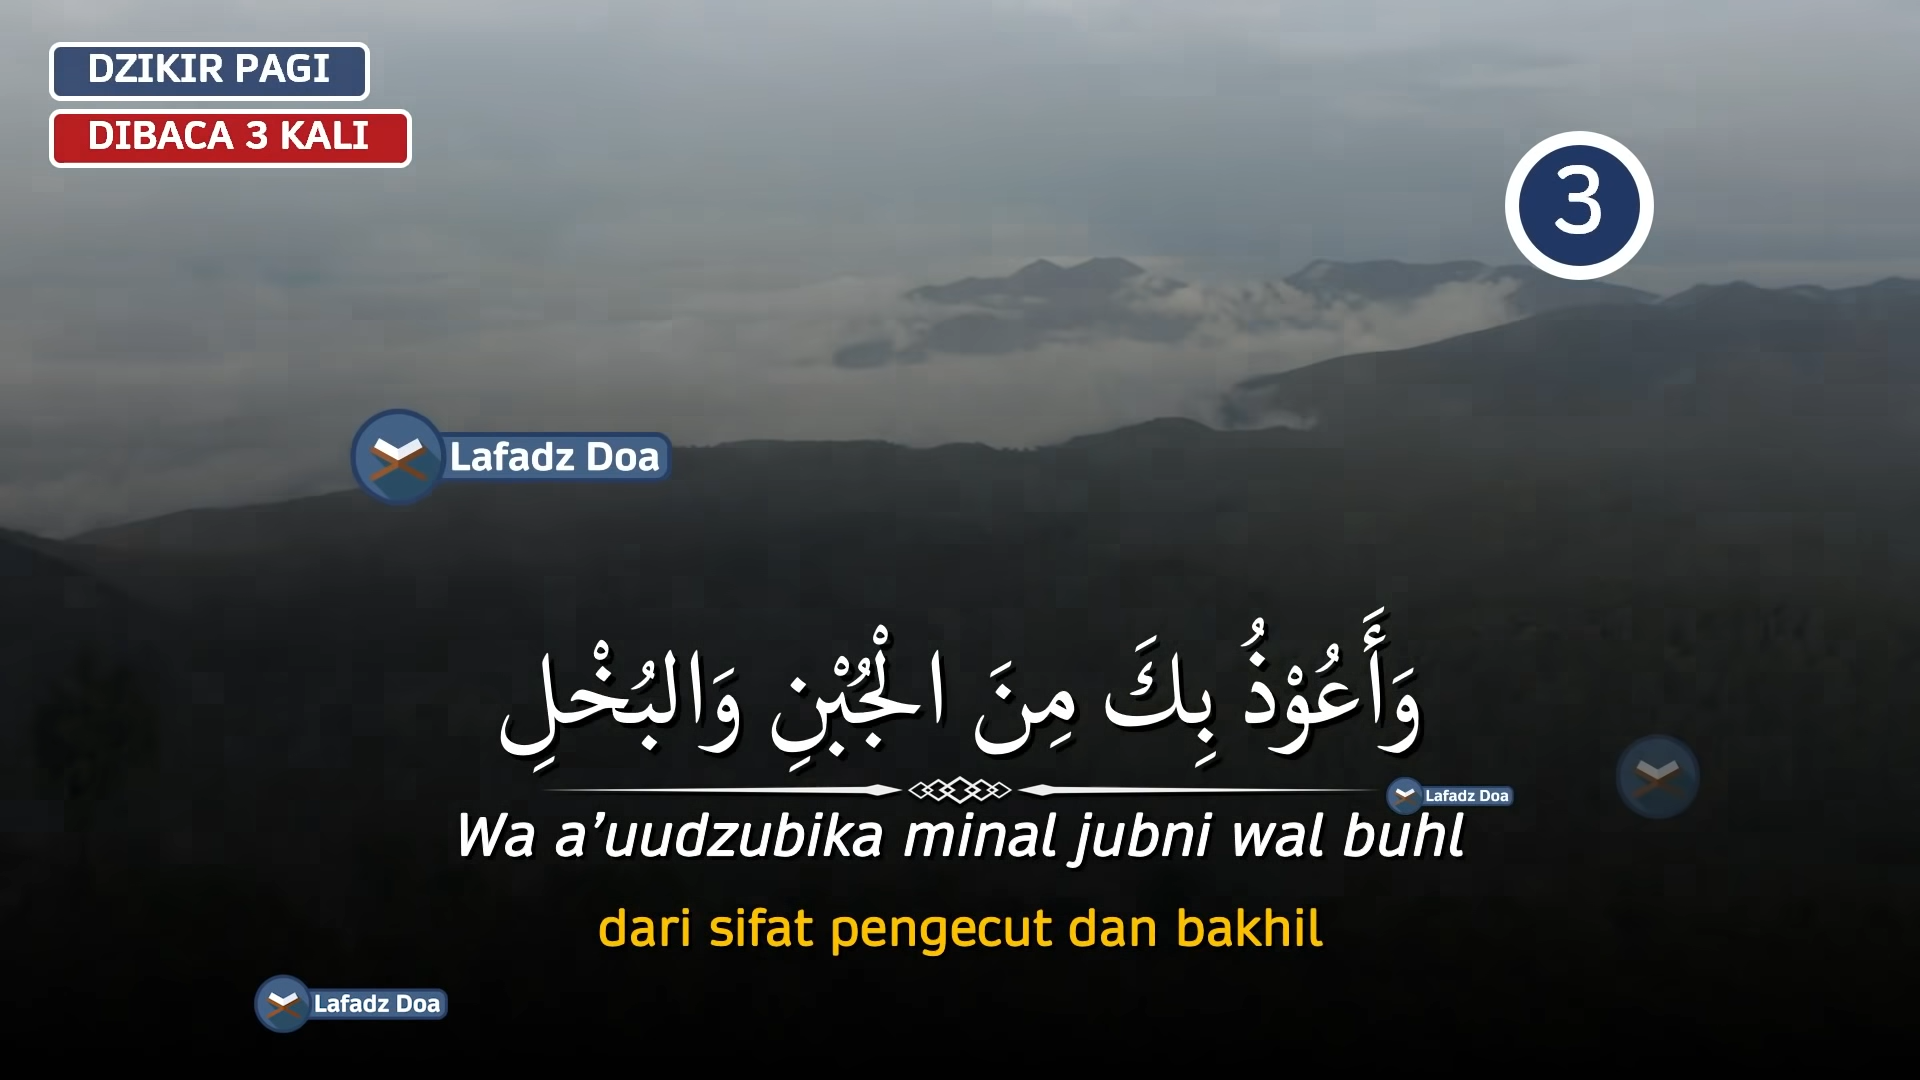 DZIKIR PAGI
DIBACA 3 KALI
3
Lafadz Doa
وَأَعُوْذُ بِكَ مِنَ الْجُبْنِ وَالبُخْلِ
Lafadz Doa
Wa a’uudzubika minal jubni wal buhl
dari sifat pengecut dan bakhil
Lafadz Doa